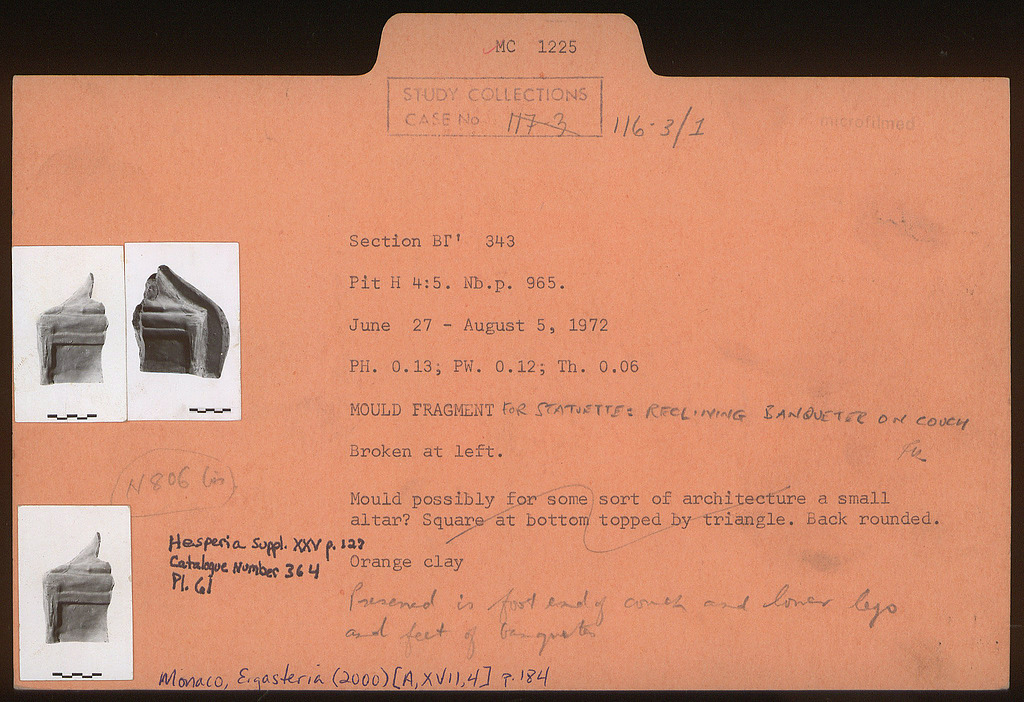 MC 1225
STUDY COLLECTIONS
CASE No 117-3 116-3/1
microfilmed
Section ΒΓ' 343
Pit H 4:5. Nb.p. 965.
June 27 - August 5, 1972
PH. 0.13; PW. 0.12; Th. 0.06
MOULD FRAGMENT FOR STATUETTE: RECLINING BANQUETER ON COUCH
Broken at left.
N806 (is)
Mould possibly for some sort of architecture a small
altar? Square at bottom topped by triangle. Back rounded.
Hesperia Suppl. XXV p. 127
Catalogue Number 364
Pl. 61
Orange clay
Preserved is foot end of couch and lower legs
and feet of banqueter
Monaco, Ergasteria (2000) [A, XVII, 4] p. 184